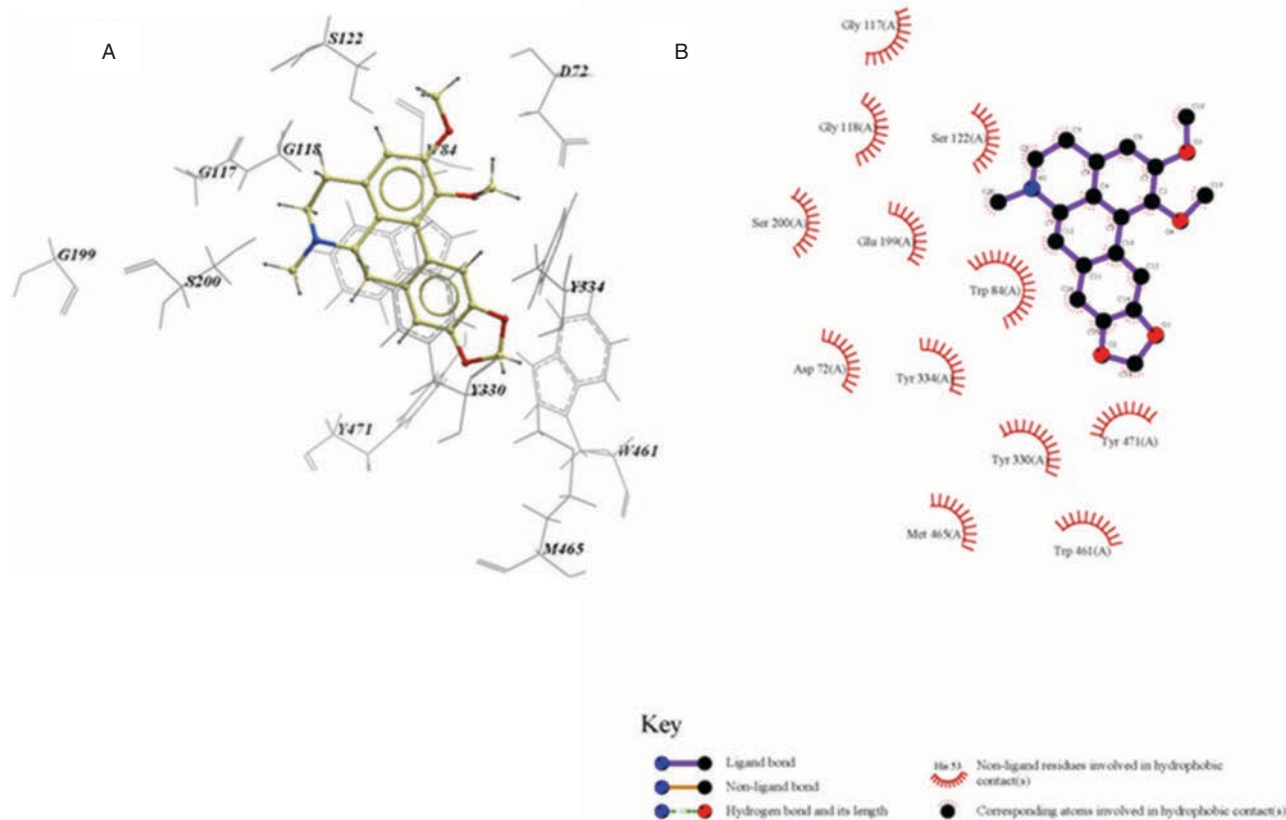 A
S122
D72
G118
G117
G199
S200
Y334
Y330
Y471
W461
M465
B
Gly 117(A)
Gly 118(A)
Ser 122(A)
Ser 200(A)
Glu 199(A)
Trp 84(A)
Asp 72(A)
Tyr 334(A)
Tyr 471(A)
Tyr 330(A)
Met 465(A)
Trp 461(A)
Key
Ligand bond
Non-ligand bond
Hydrogen bond and its length
His 53
Non-ligand residues involved in hydrophobic
contact(s)
Corresponding atoms involved in hydrophobic contact(s)